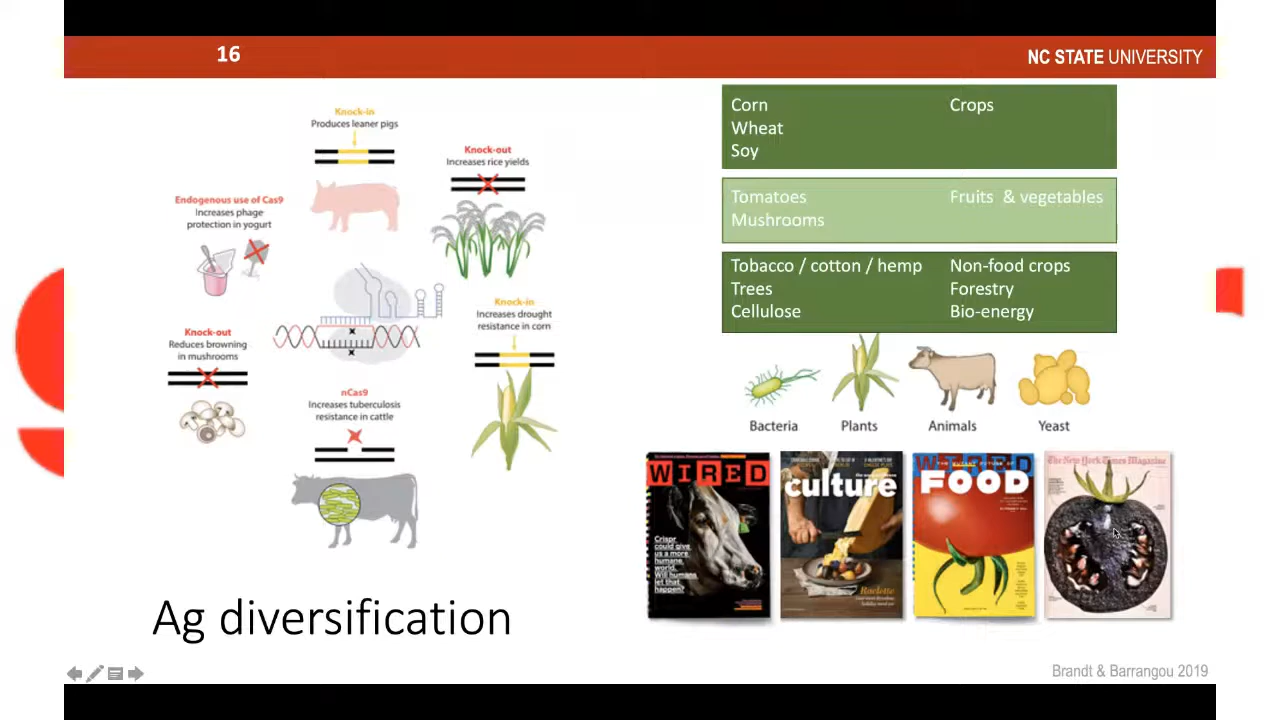 16
NC STATE UNIVERSITY
Knock-in
Produces leaner pigs
Knock-out
Increases rice yields
Endogenous use of Cas9
Increases phage
protection in yogurt
Knock-in
Increases drought
resistance in corn
Knock-out
Reduces browning
in mushrooms
nCas9
Increases tuberculosis
resistance in cattle
Ag diversification
Corn Crops
Wheat
Soy
Tomatoes Fruits & vegetables
Mushrooms
Tobacco / cotton / hemp Non-food crops
Trees Forestry
Cellulose Bio-energy
Bacteria Plants Animals Yeast
WIRED
Crispr
could give
us a more
humane
world.
Will humans
let that
happen?
culture
Raclette
WIRED
FOOD
The New York Times Magazine
Brandt & Barrangou 2019